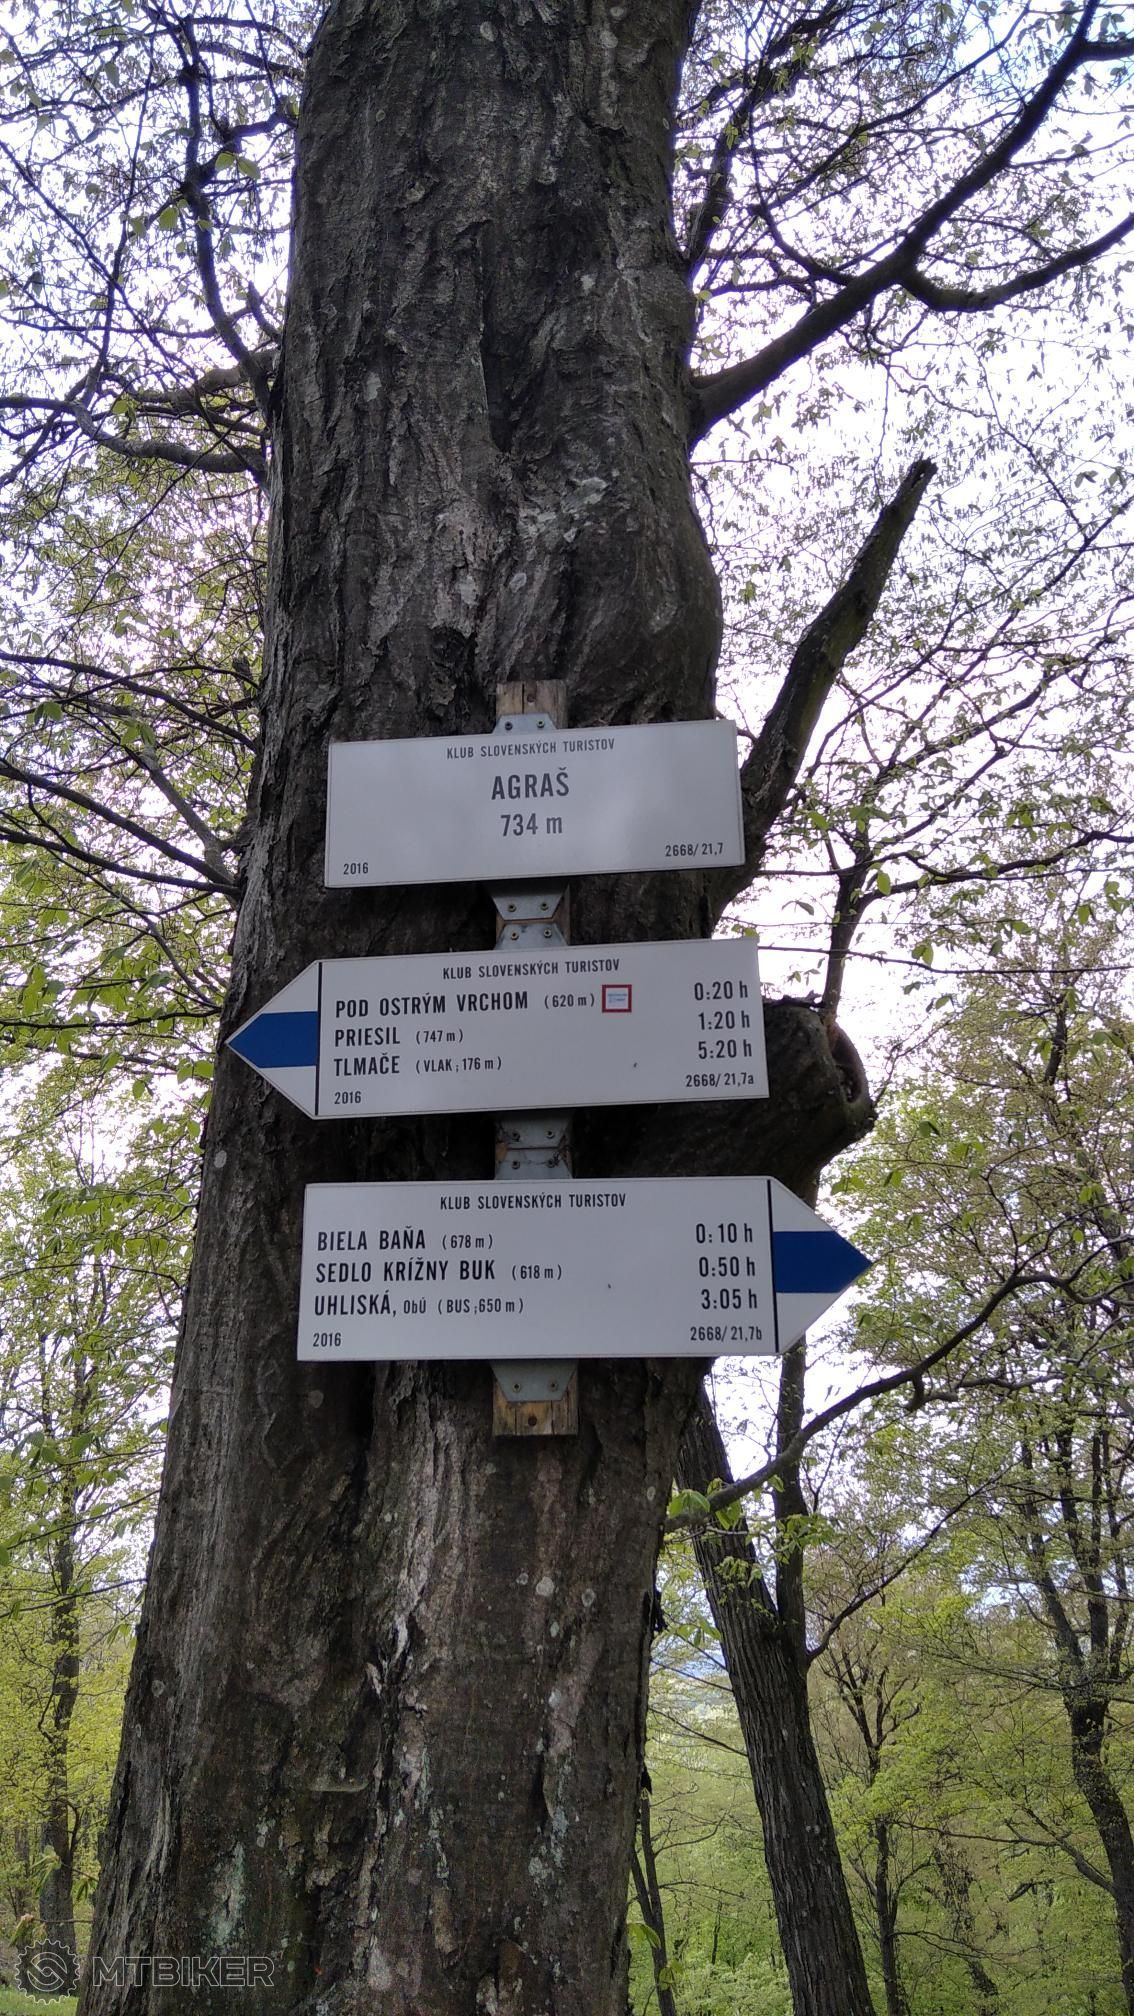 KLUB SLOVENSKÝCH TURISTOV
AGRAŠ
734 m
2016 2668/21,7
KLUB SLOVENSKÝCH TURISTOV
POD OSTRÝM VRCHOM (620 m) 0:20 h
PRIESIL (747 m) 1:20 h
TLMAČE (VLAK; 176 m) 5:20 h
2016 2668/21,7a
KLUB SLOVENSKÝCH TURISTOV
BIELA BAŇA (678 m) 0:10 h
SEDLO KRÍŽNY BUK (618 m) 0:50 h
UHLISKÁ, ObÚ (BUS; 650 m) 3:05 h
2016 2668/21,7b
MTBIKER